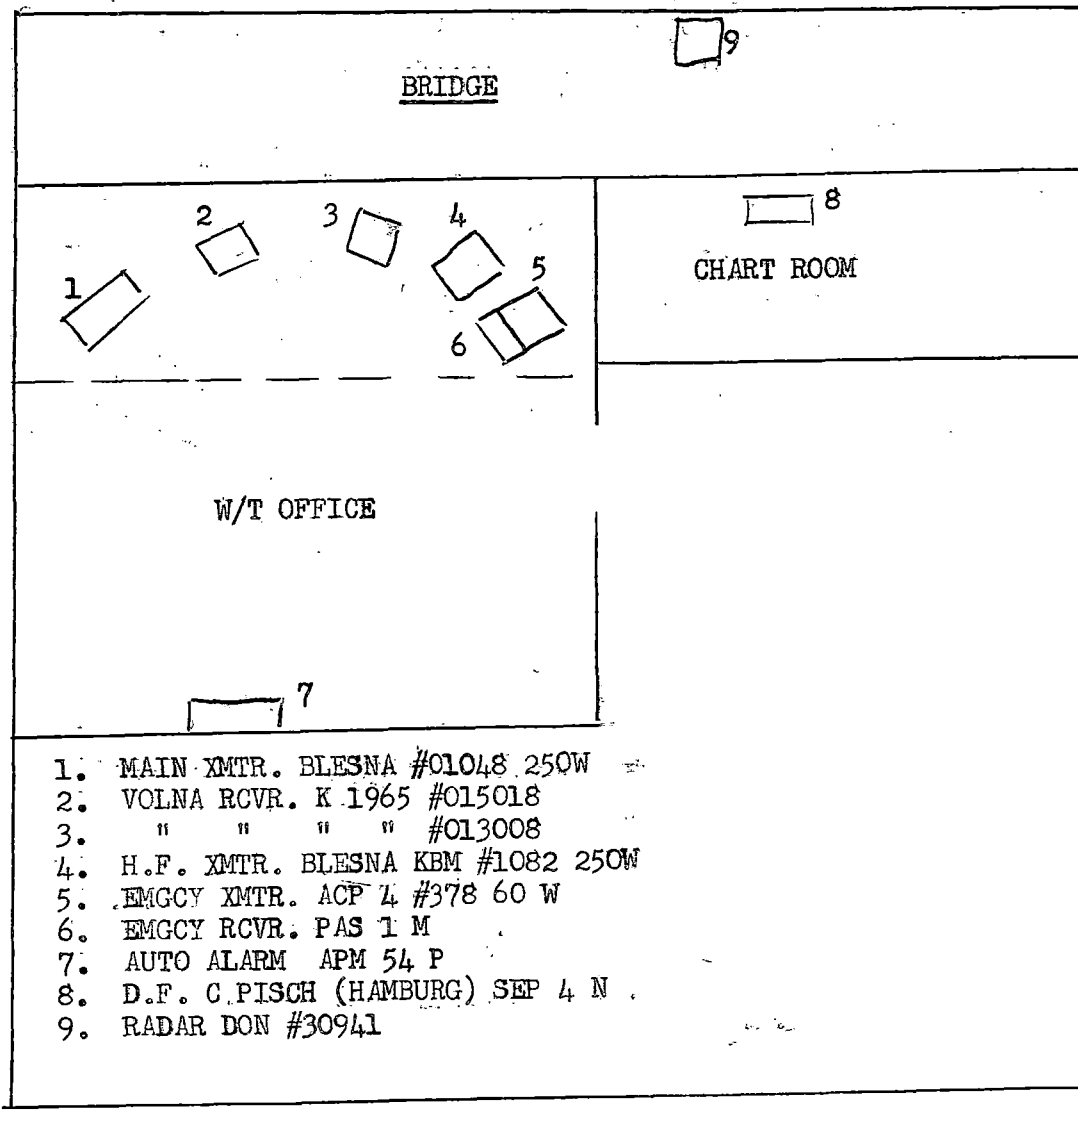 9
BRIDGE
2 3 4 8
CHART ROOM
1 5
6
W/T OFFICE
7
1. MAIN XMTR. BLESNA #01048 250W
2. VOLNA RCVR. K 1965 #015018
3. " " " " #013008
4. H.F. XMTR. BLESNA KBM #1082 250W
5. EMGCY XMTR. ACP 4 #378 60 W
6. EMGCY RCVR. PAS 1 M
7. AUTO ALARM APM 54 P
8. D.F. C.PISCH (HAMBURG) SEP 4 N.
9. RADAR DON #30941